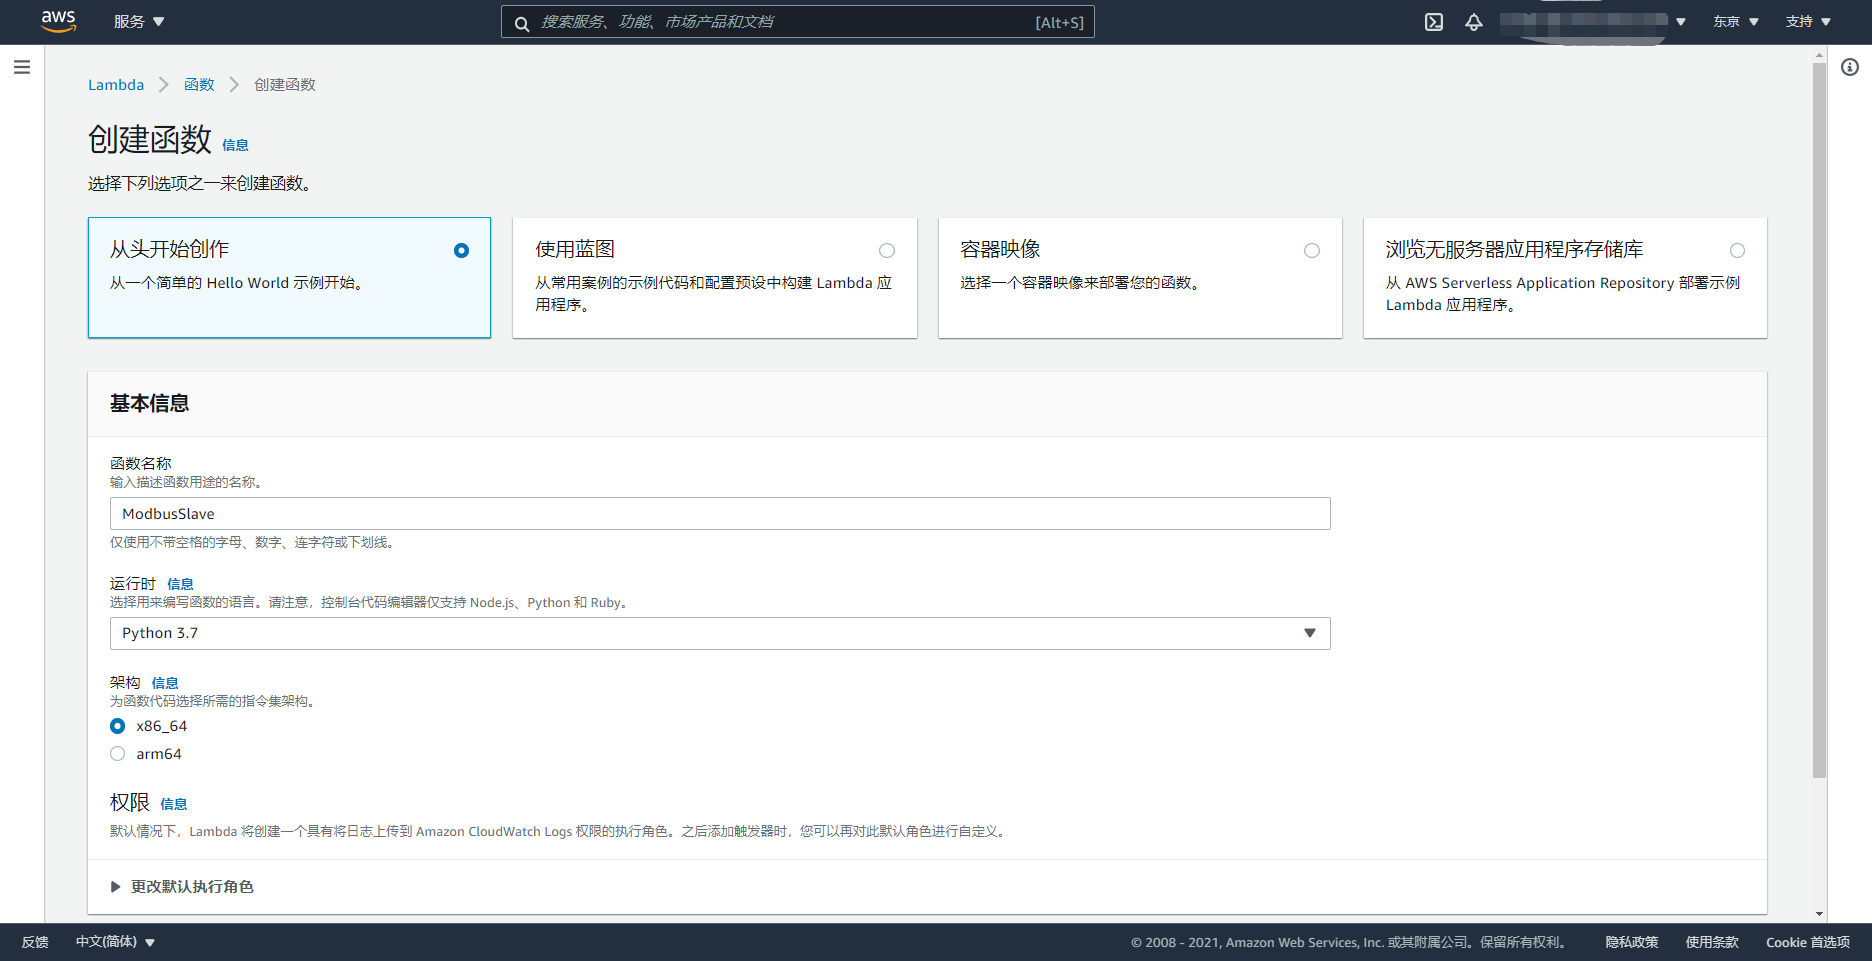 aws 服务 搜索服务、功能、市场产品和文档 [Alt+S] 东京 支持
Lambda 函数 创建函数
创建函数 信息
选择下列选项之一来创建函数。
从头开始创作
从一个简单的 Hello World 示例开始。
使用蓝图
从常用案例的示例代码和配置预设中构建 Lambda 应
用程序。
容器映像
选择一个容器映像来部署您的函数。
浏览无服务器应用程序存储库
从 AWS Serverless Application Repository 部署示例
Lambda 应用程序。
基本信息
函数名称
输入描述函数用途的名称。
ModbusSlave
仅使用不带空格的字母、数字、连字符或下划线。
运行时 信息
选择用来编写函数的语言。请注意，控制台代码编辑器仅支持 Node.js、Python 和 Ruby。
Python 3.7
架构 信息
为函数代码选择所需的指令集架构。
x86_64
arm64
权限 信息
默认情况下，Lambda 将创建一个具有将日志上传到 Amazon CloudWatch Logs 权限的执行角色。之后添加触发器时，您可以再对此默认角色进行自定义。
更改默认执行角色
反馈 中文(简体) © 2008 - 2021, Amazon Web Services, Inc. 或其附属公司。保留所有权利。 隐私政策 使用条款 Cookie 首选项